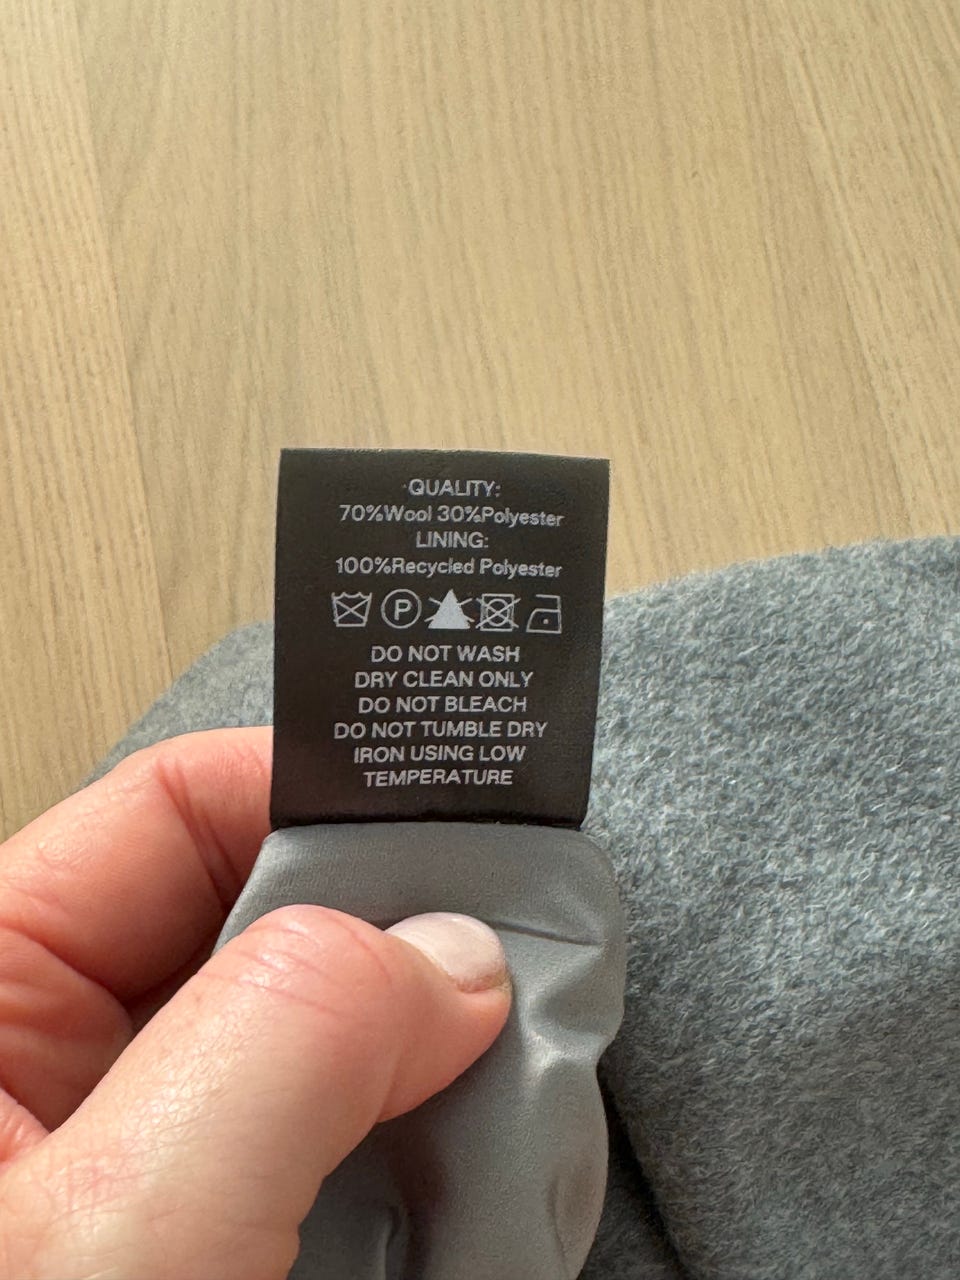 QUALITY:
70%Wool 30%Polyester
LINING:
100%Recycled Polyester
P
DO NOT WASH
DRY CLEAN ONLY
DO NOT BLEACH
DO NOT TUMBLE DRY
IRON USING LOW
TEMPERATURE